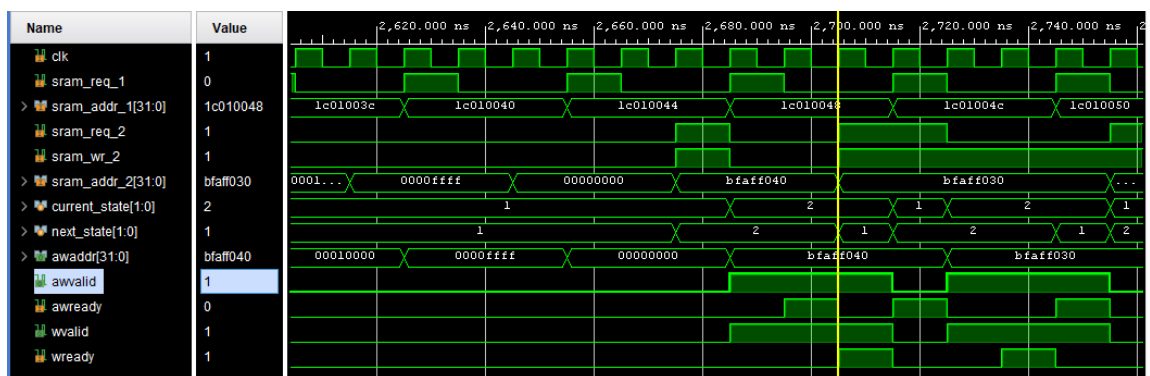 Name Value 2,620.000 ns 2,640.000 ns 2,660.000 ns 2,680.000 ns 2,700.000 ns 2,720.000 ns 2,740.000 ns 2
clk 1
sram_req_1 0
sram_addr_1[31:0] 1c010048 1c01003c 1c010040 1c010044 1c010048 1c01004c 1c010050
sram_req_2 1
sram_wr_2 1
sram_addr_2[31:0] bfaff030 0001... 0000ffff 00000000 bfaff040 bfaff030 ...
current_state[1:0] 2 1 2 1 2 1
next_state[1:0] 1 1 2 1 2 1 2
awaddr[31:0] bfaff040 00010000 0000ffff 00000000 bfaff040 bfaff030
awvalid 1
awready 0
wvalid 1
wready 1